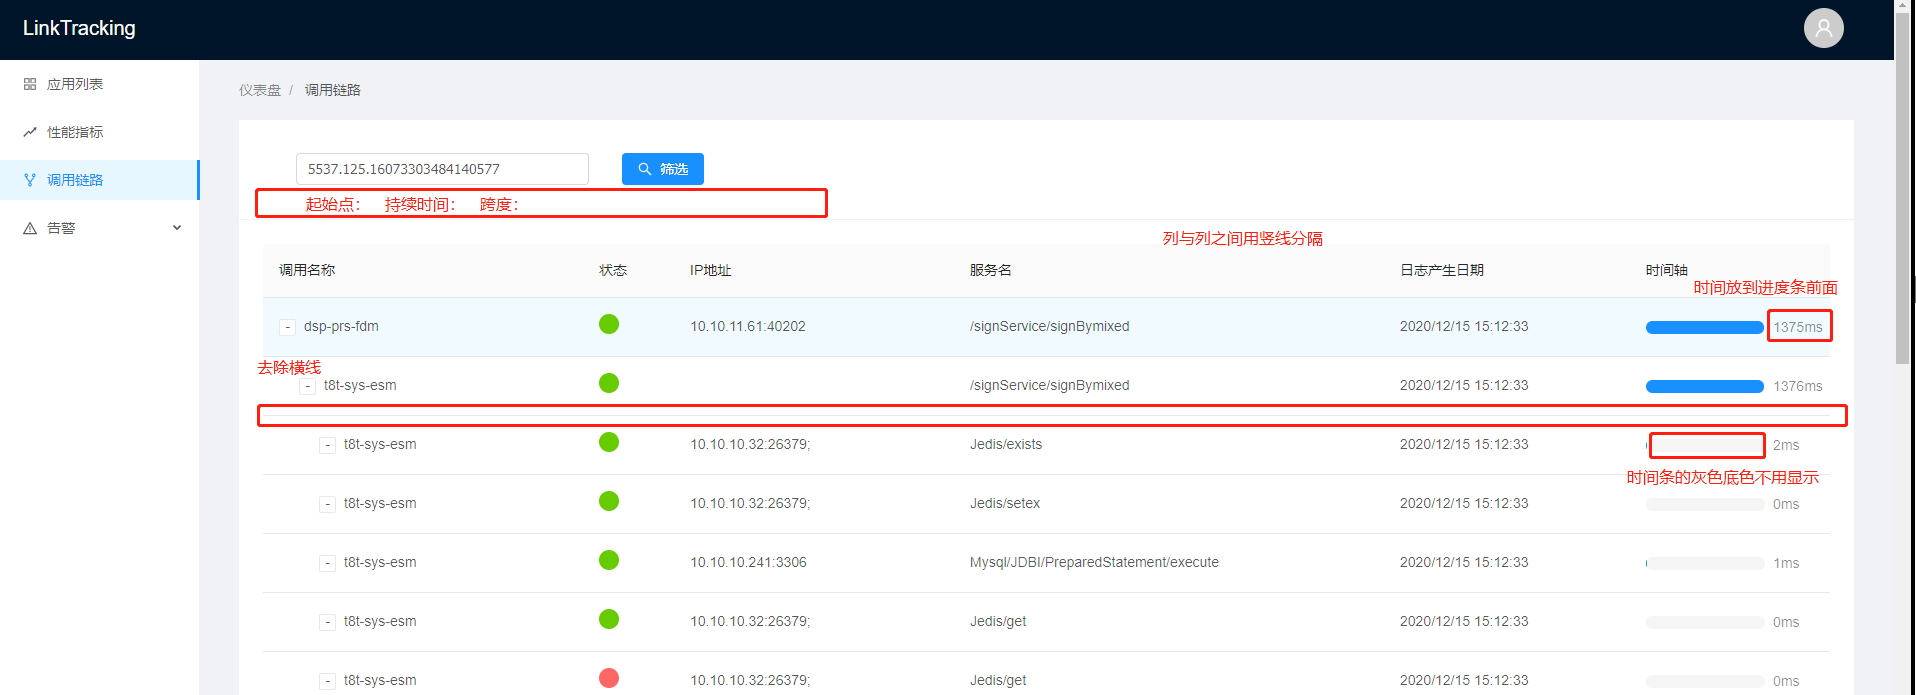 LinkTracking
应用列表
性能指标
调用链路
告警
仪表盘 / 调用链路
5537.125.16073303484140577 筛选
起始点： 持续时间： 跨度：
列与列之间用竖线分隔
调用名称 状态 IP地址 服务名 日志产生日期 时间轴
时间放到进度条前面
- dsp-prs-fdm 10.10.11.61:40202 /signService/signBymixed 2020/12/15 15:12:33 1375ms
去除横线
- t8t-sys-esm /signService/signBymixed 2020/12/15 15:12:33 1376ms
- t8t-sys-esm 10.10.10.32:26379; Jedis/exists 2020/12/15 15:12:33 2ms
时间条的灰色底色不用显示
- t8t-sys-esm 10.10.10.32:26379; Jedis/setex 2020/12/15 15:12:33 0ms
- t8t-sys-esm 10.10.10.241:3306 Mysql/JDBI/PreparedStatement/execute 2020/12/15 15:12:33 1ms
- t8t-sys-esm 10.10.10.32:26379; Jedis/get 2020/12/15 15:12:33 0ms
- t8t-sys-esm 10.10.10.32:26379; Jedis/get 2020/12/15 15:12:33 0ms